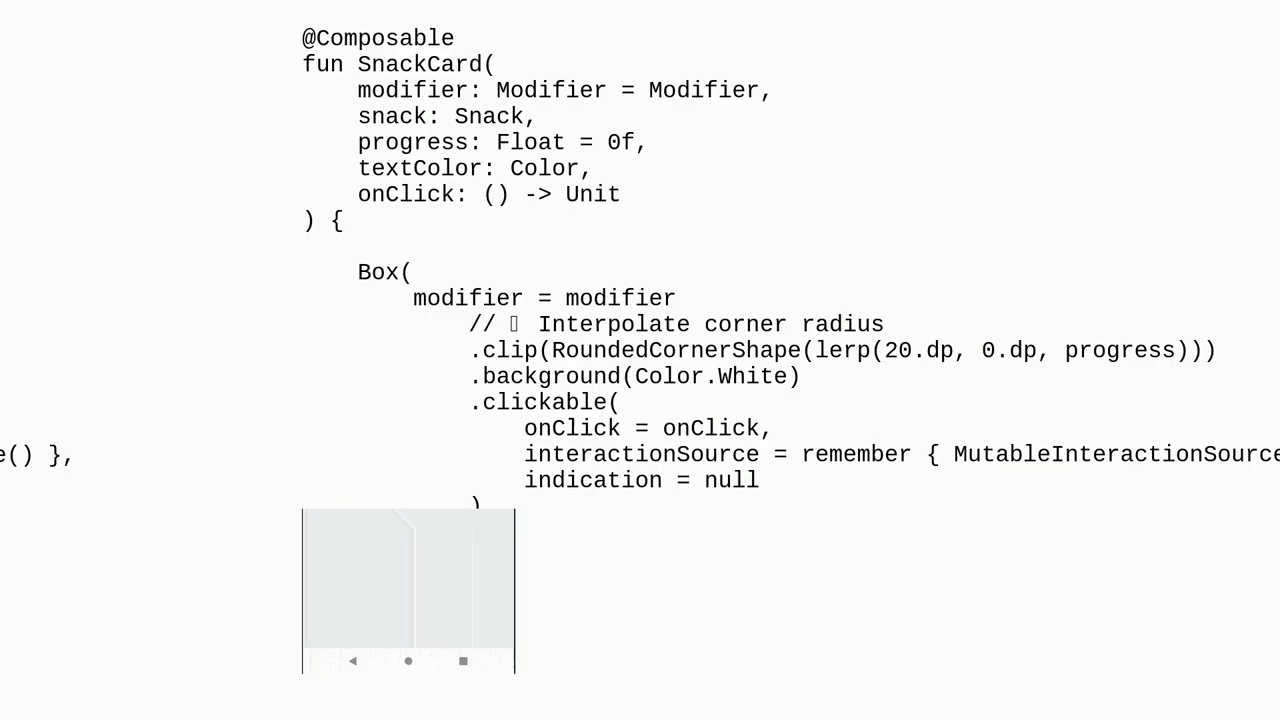 @Composable
fun SnackCard(
    modifier: Modifier = Modifier,
    snack: Snack,
    progress: Float = 0f,
    textColor: Color,
    onClick: () -> Unit
) {
    Box(
        modifier = modifier
            // Interpolate corner radius
            .clip(RoundedCornerShape(lerp(20.dp, 0.dp, progress)))
            .background(Color.White)
            .clickable(
                onClick = onClick,
                interactionSource = remember { MutableInteractionSource() },
                indication = null
            )